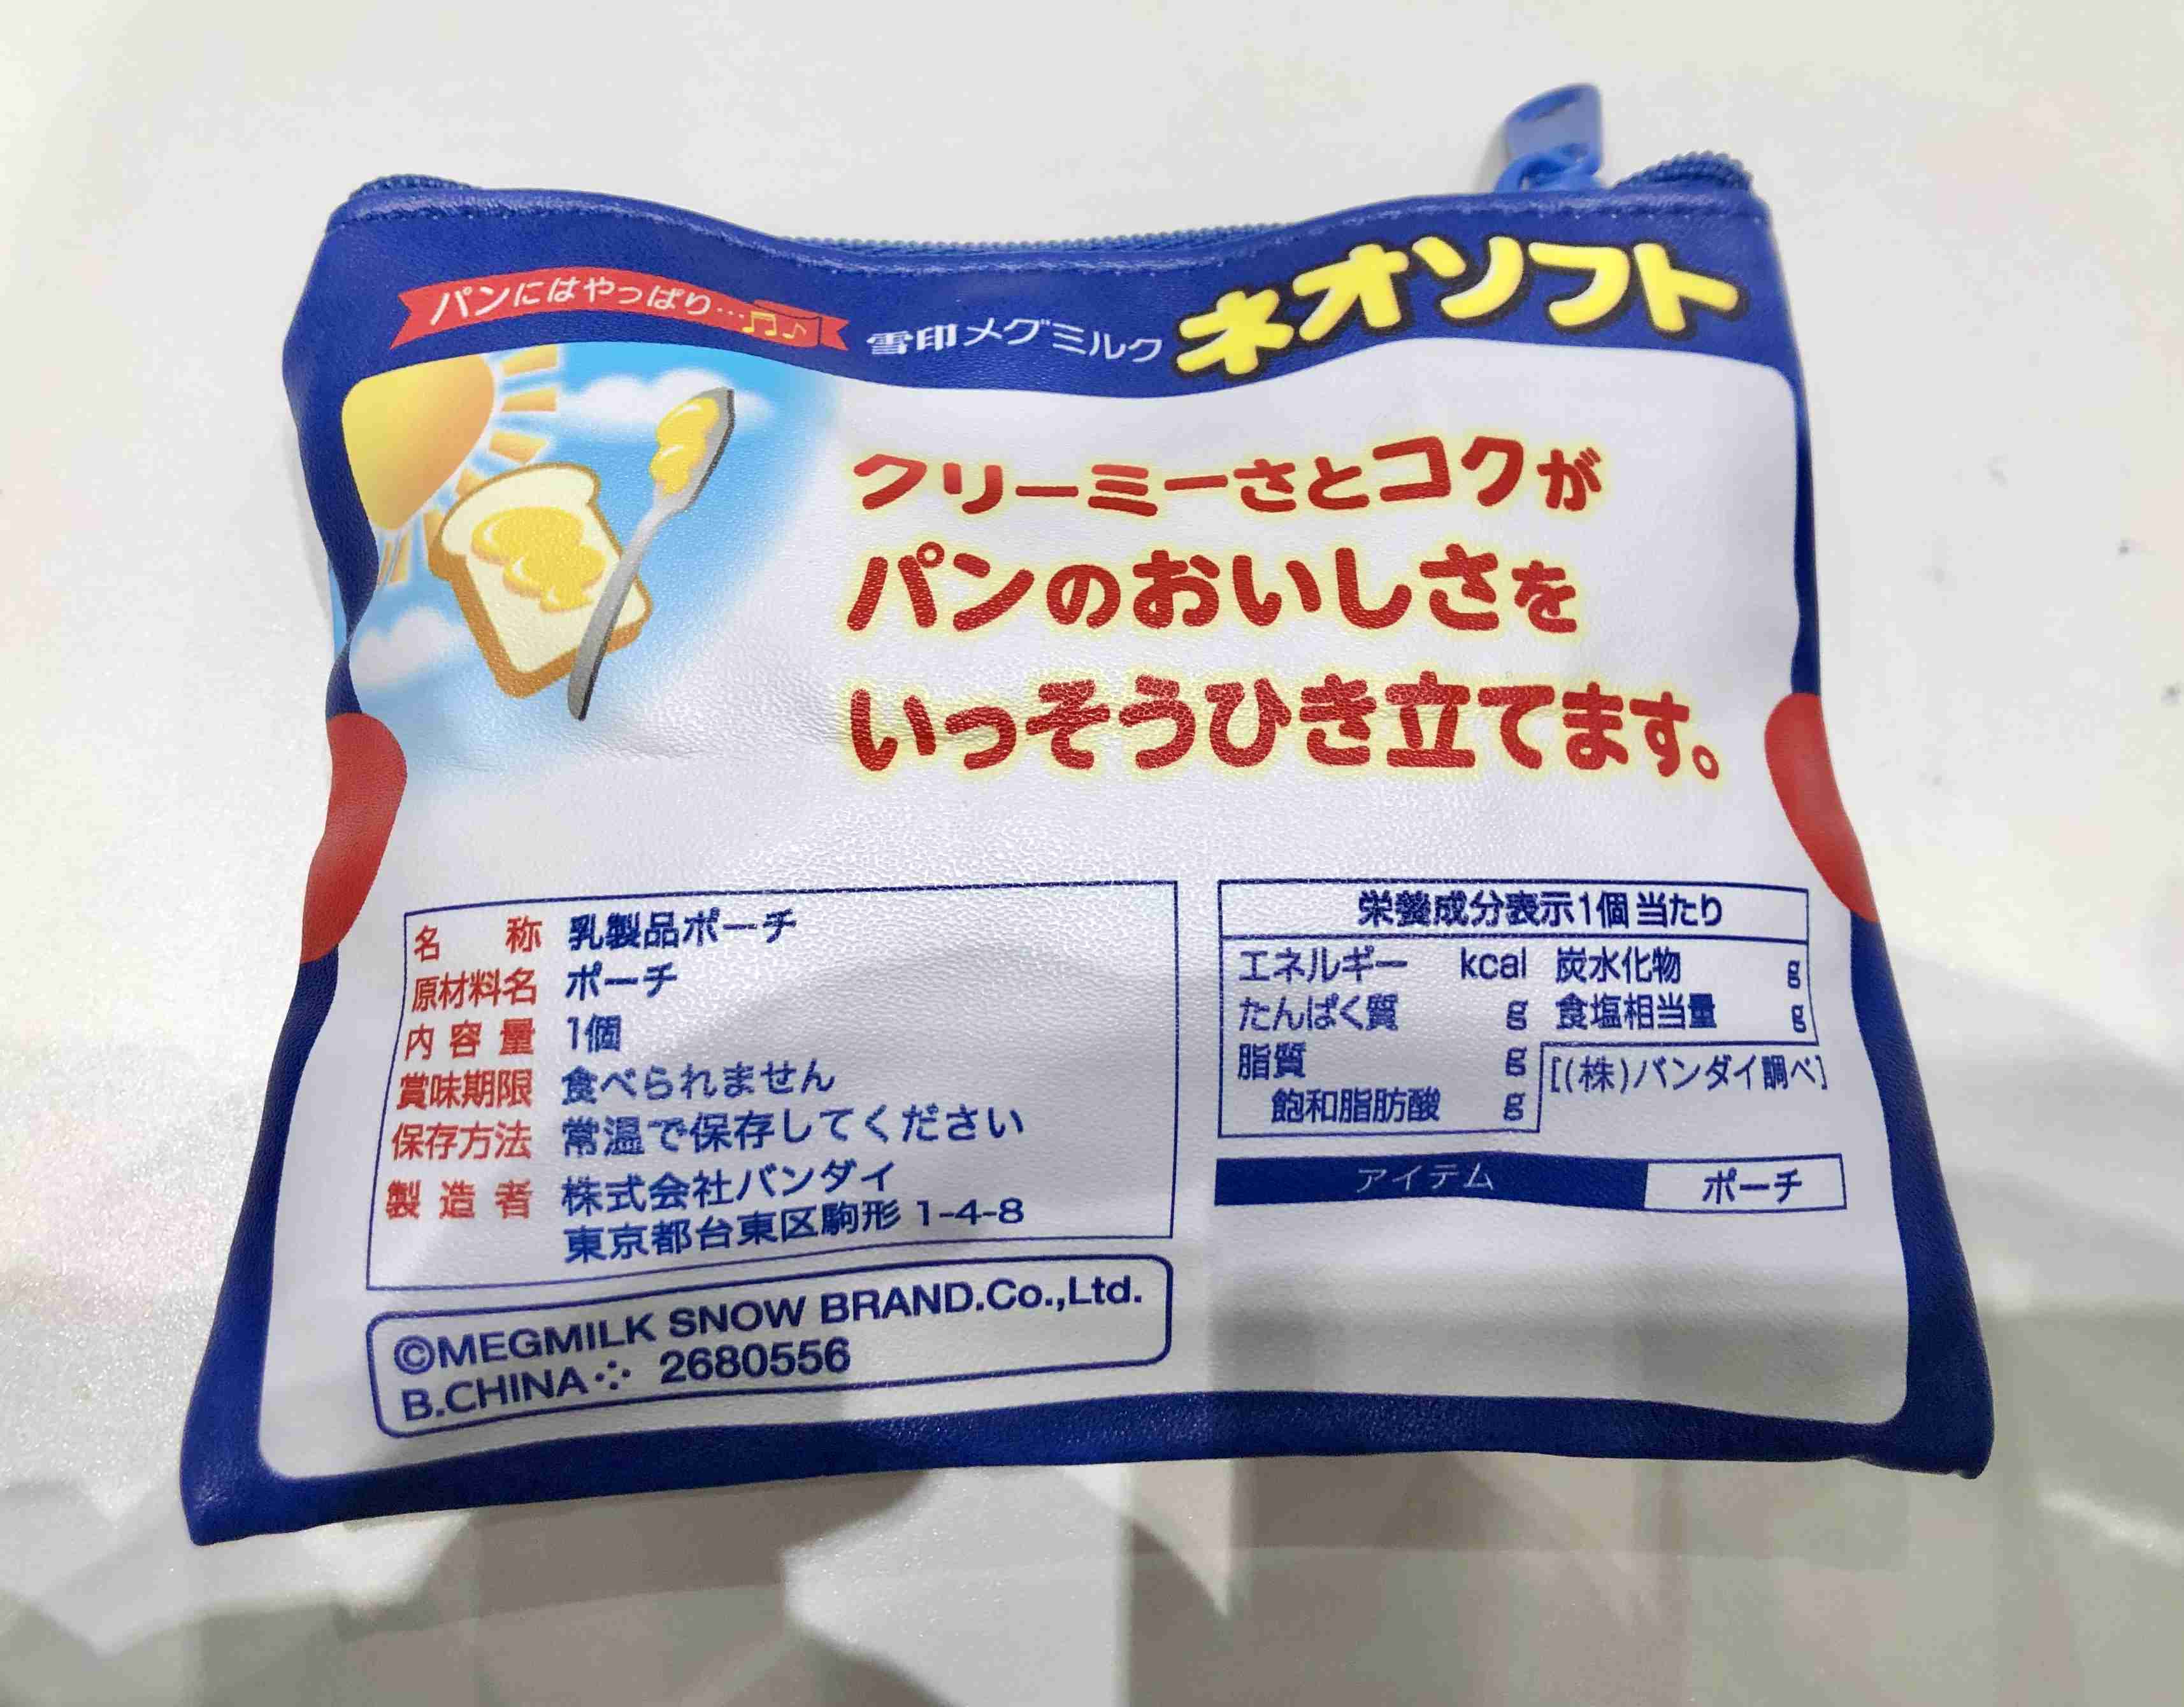 パンにはやっぱり…♫♪
雪印メグミルク ネオソフト
クリーミーさとコクが
パンのおいしさを
いっそうひき立てます。
名称 乳製品ポーチ
原材料名 ポーチ
内容量 1個
賞味期限 食べられません
保存方法 常温で保存してください
製造者 株式会社バンダイ
東京都台東区駒形 1-4-8
©MEGMILK SNOW BRAND.Co.,Ltd.
B.CHINA 2680556
栄養成分表示1個当たり
エネルギー kcal 炭水化物 g
たんぱく質 g 食塩相当量 g
脂質 g [(株)バンダイ調べ]
飽和脂肪酸 g
アイテム ポーチ